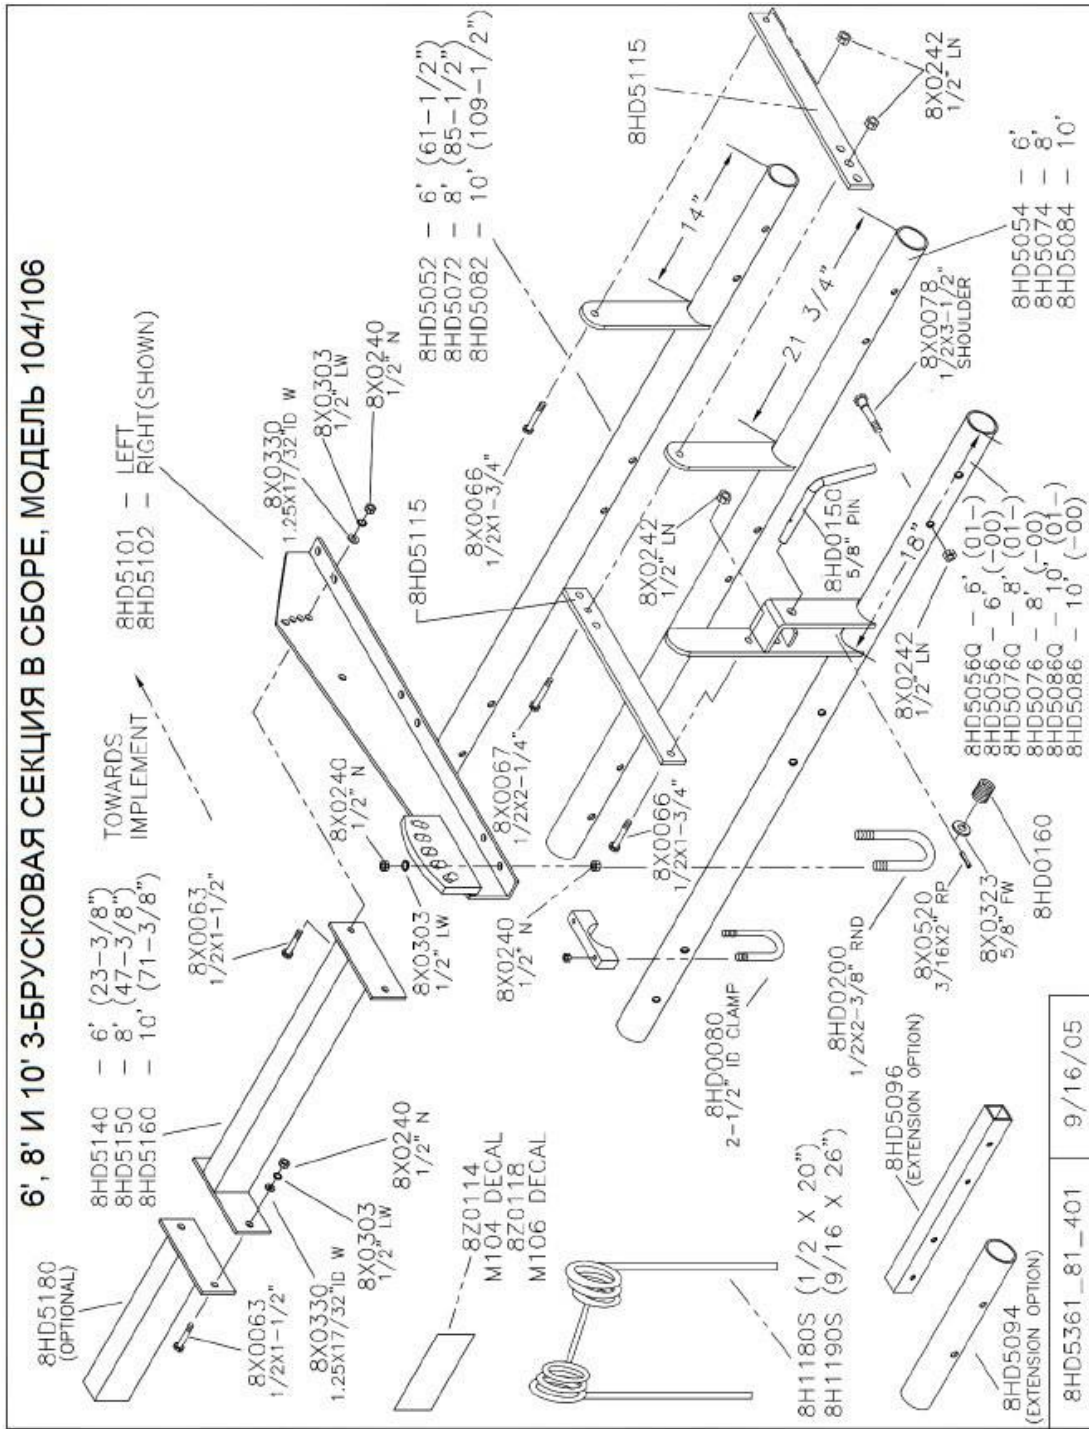 6', 8' И 10' 3-БРУСКОВАЯ СЕКЦИЯ В СБОРЕ, МОДЕЛЬ 104/106
8HD5180
(OPTIONAL)
8HD5140 – 6' (23-3/8")
8HD5150 – 8' (47-3/8")
8HD5160 – 10' (71-3/8")
TOWARDS
IMPLEMENT
8HD5101 – LEFT
8HD5102 – RIGHT(SHOWN)
8X0063
1/2X1-1/2"
8X0330
1.25X17/32"ID W
8X0303
1/2" LW
8X0240
1/2" N
8HD5052 – 6' (61-1/2")
8HD5072 – 8' (85-1/2")
8HD5082 – 10' (109-1/2")
8HD5115
8X0242
1/2" LN
8X0063
1/2X1-1/2"
8X0330
1.25X17/32"ID W
8X0303
1/2" LW
8X0240
1/2" N
8X0240
1/2" N
8X0303
1/2" LW
8HD5115
8X0066
1/2X1-3/4"
14"
8X0067
1/2X2-1/4"
8X0240
1/2" N
8X0242
1/2" LN
21 3/4"
8X0066
1/2X1-3/4"
8HD0150
5/8" PIN
8X0078
1/2X3-1/2"
SHOULDER
8HD5054 – 6'
8HD5074 – 8'
8HD5084 – 10'
8Z0114
M104 DECAL
8Z0118
M106 DECAL
8HD0080
2-1/2" ID CLAMP
8HD0200
1/2X2-3/8" RND
8X0520
3/16X2" RP
8X0323
5/8" FW
8HD0160
8X0242
1/2" LN
18"
8HD5056Q – 6' (01-)
8HD5056 – 6' (-00)
8HD5076Q – 8' (01-)
8HD5076 – 8' (-00)
8HD5086Q – 10' (01-)
8HD5086 – 10' (-00)
8H1180S (1/2 X 20")
8H1190S (9/16 X 26")
8HD5096
(EXTENSION OPTION)
8HD5094
(EXTENSION OPTION)
8HD5361_81_401
9/16/05